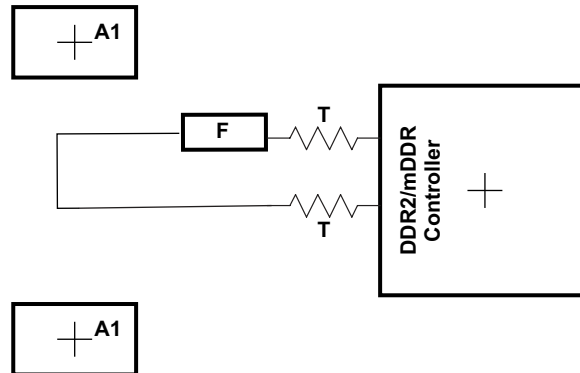 A1
T
F
DDR2/mDDR
Controller
T
A1